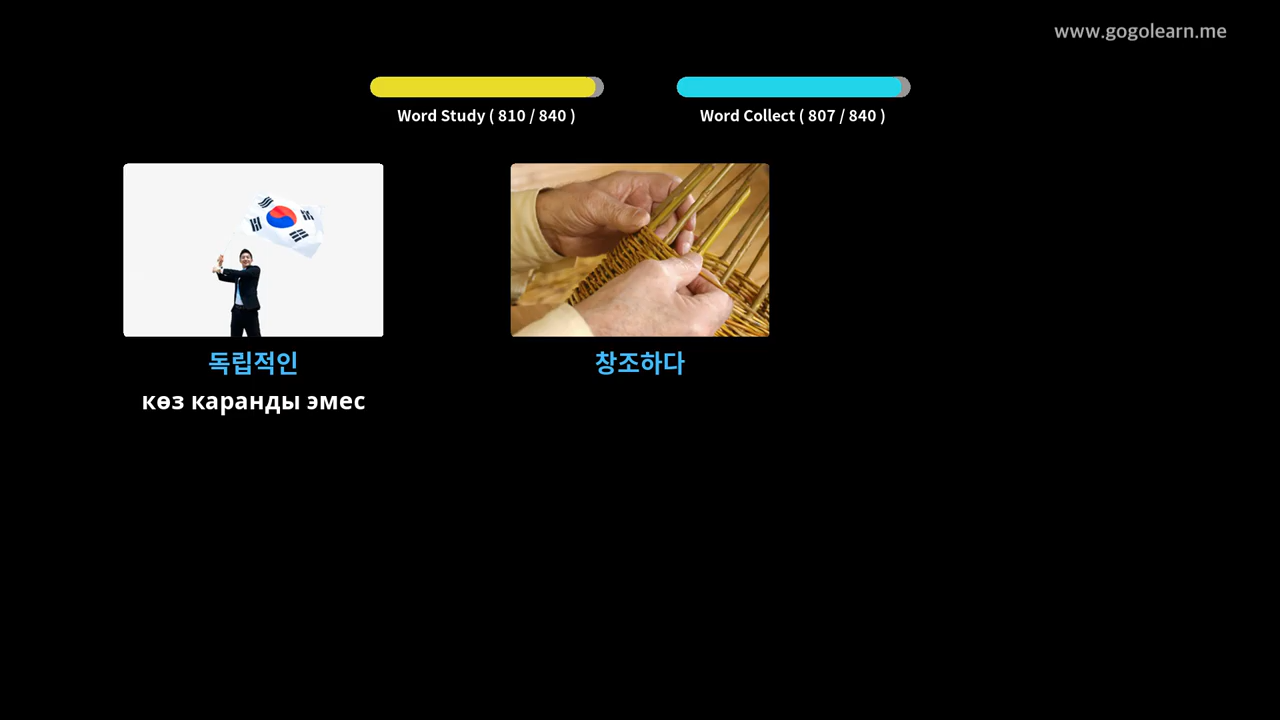 www.gogolearn.me
Word Study ( 810 / 840 )
Word Collect ( 807 / 840 )
독립적인
창조하다
көз каранды эмес